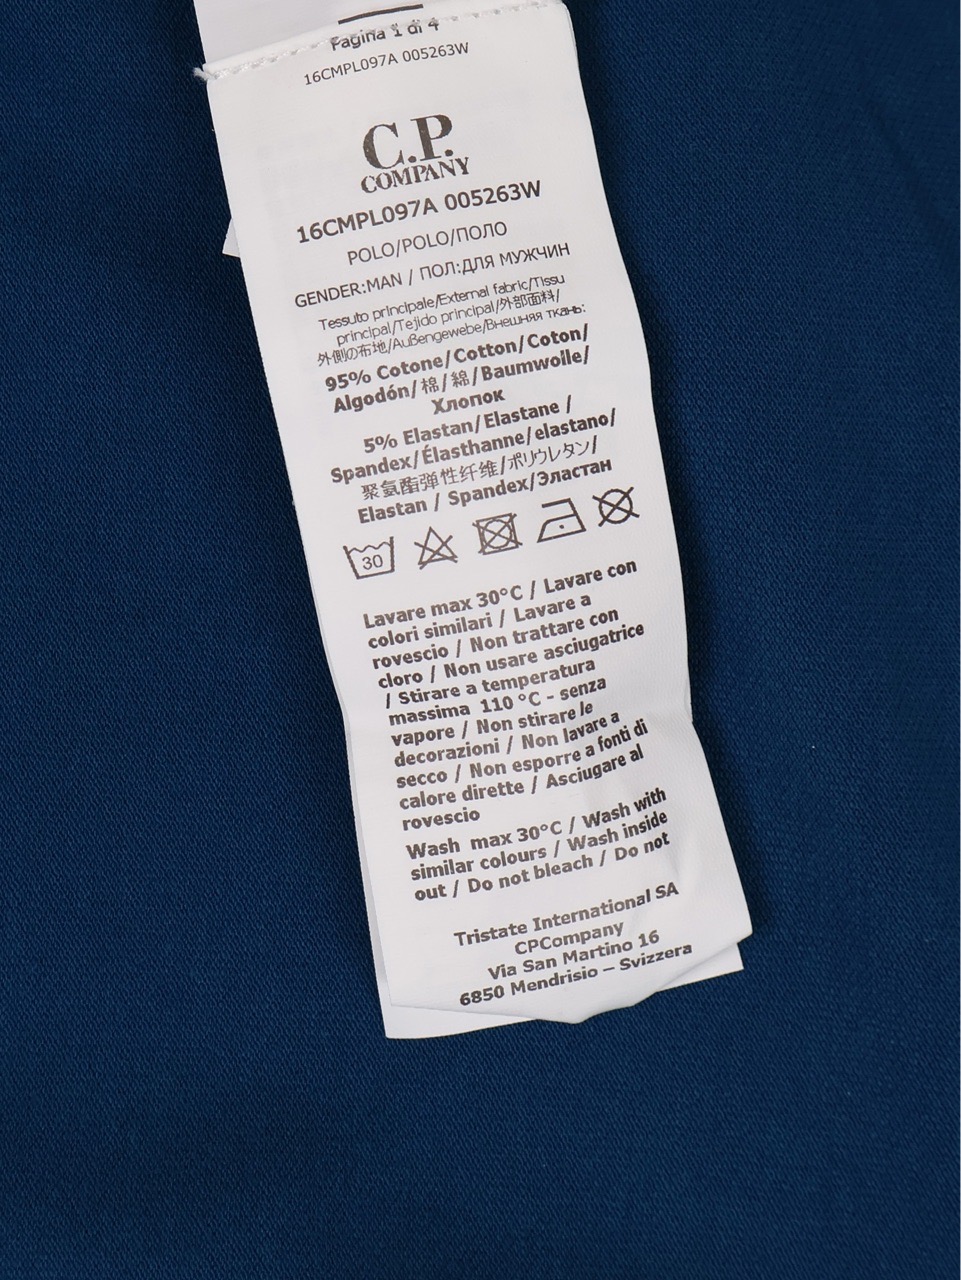 Pagina 1 di 4
16CMPL097A 005263W
C.P.
COMPANY
16CMPL097A 005263W
POLO/POLO/ПОЛО
GENDER:MAN / ПОЛ:ДЛЯ МУЖЧИН
Tessuto principale/External fabric/Tissu
principal/Tejido principal/外部面料/
外側の布地/Außengewebe/Внешняя ткань:
95% Cotone/Cotton/Coton/
Algodón/棉/綿/Baumwolle/
Хлопок
5% Elastan/Elastane /
Spandex/Élasthanne/elastano/
聚氨酯弹性纤维/ポリウレタン/
Elastan / Spandex/Эластан
30
Lavare max 30°C / Lavare con
colori similari / Lavare a
rovescio / Non trattare con
cloro / Non usare asciugatrice
/ Stirare a temperatura
massima 110 °C - senza
vapore / Non stirare le
decorazioni / Non lavare a
secco / Non esporre a fonti di
calore dirette / Asciugare al
rovescio
Wash max 30°C / Wash with
similar colours / Wash inside
out / Do not bleach / Do not
Tristate International SA
CPCompany
Via San Martino 16
6850 Mendrisio – Svizzera